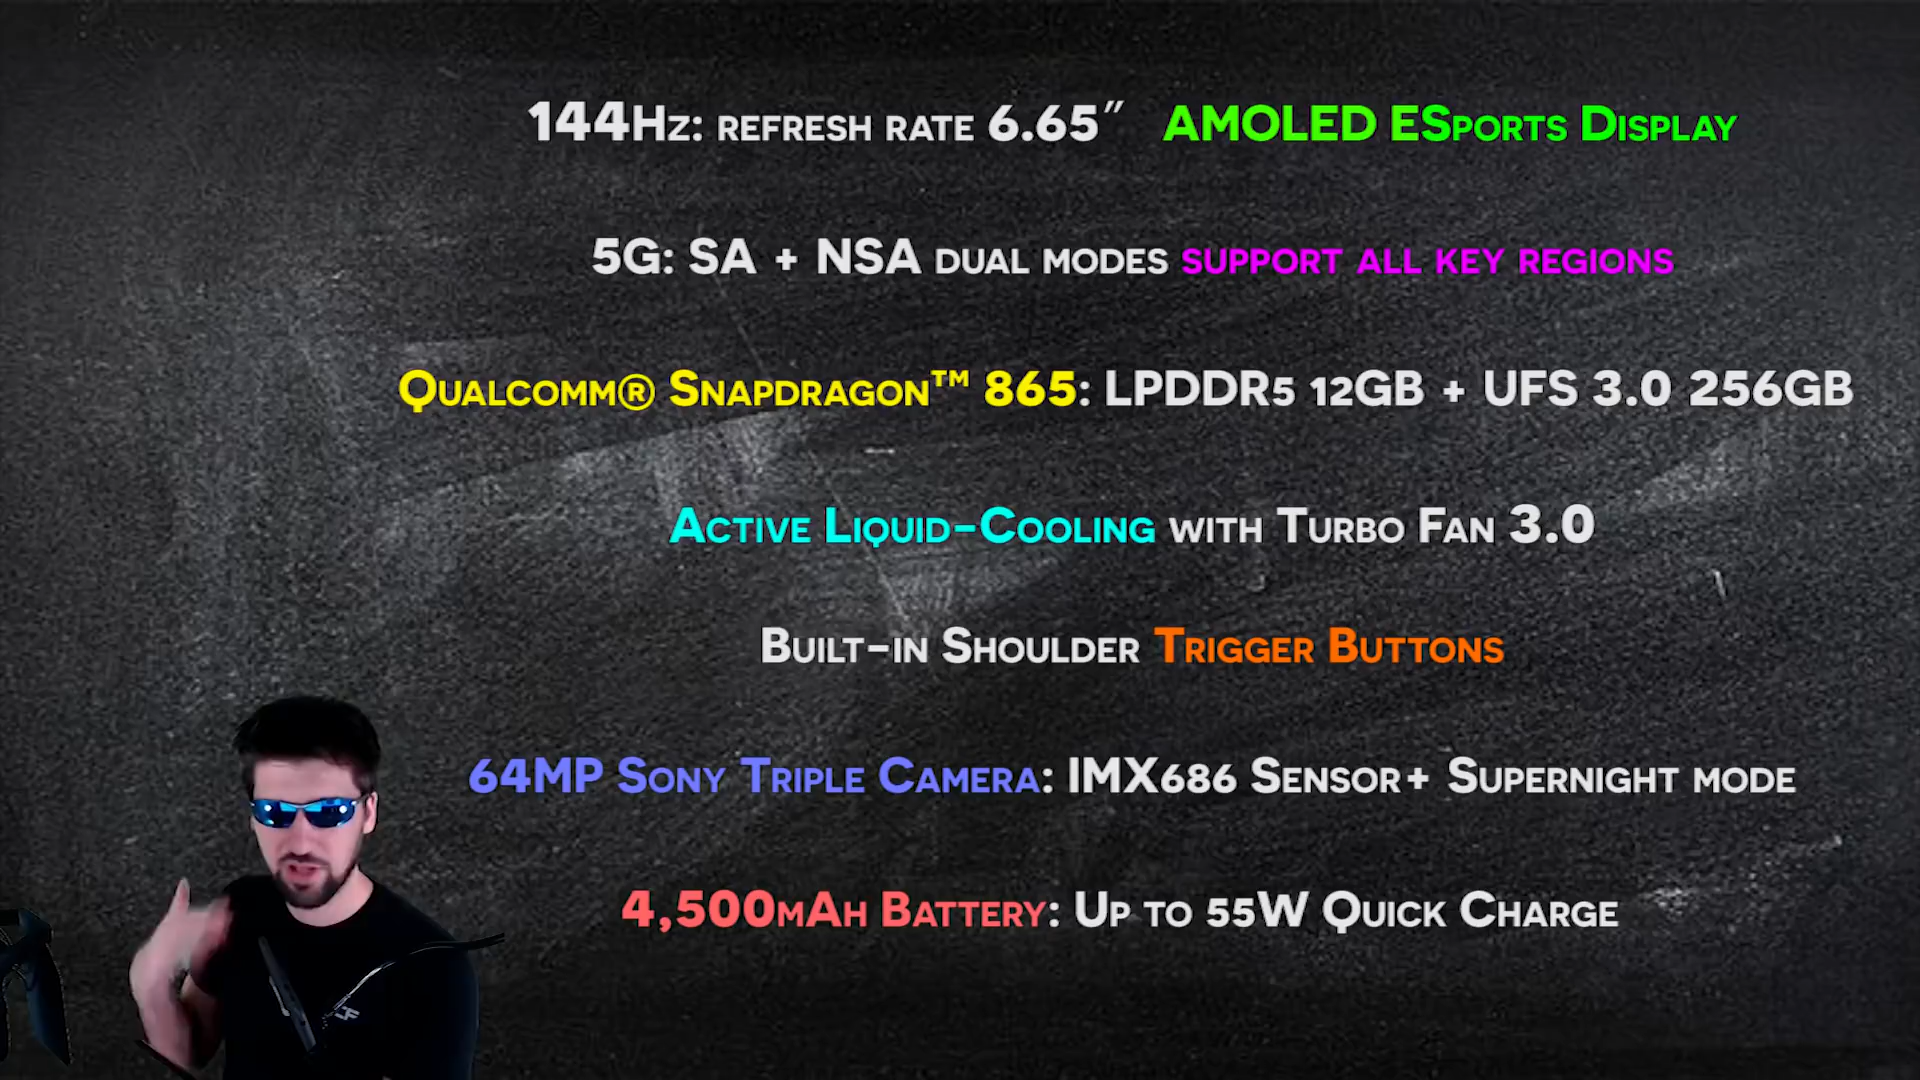 144Hz: REFRESH RATE 6.65″ AMOLED ESPORTS DISPLAY
5G: SA + NSA DUAL MODES SUPPORT ALL KEY REGIONS
QUALCOMM® SNAPDRAGON™ 865: LPDDR5 12GB + UFS 3.0 256GB
ACTIVE LIQUID-COOLING WITH TURBO FAN 3.0
BUILT-IN SHOULDER TRIGGER BUTTONS
64MP SONY TRIPLE CAMERA: IMX686 SENSOR+ SUPERNIGHT MODE
4,500MAH BATTERY: UP TO 55W QUICK CHARGE